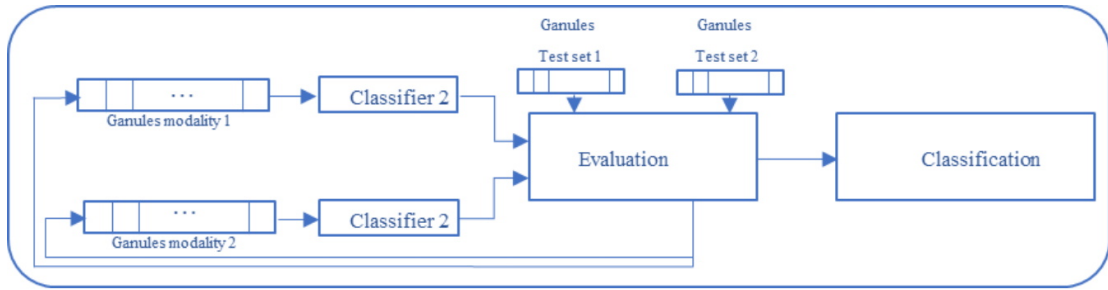 Ganules
Test set 1
Ganules
Test set 2
...
Ganules modality 1
Classifier 2
Evaluation
Classification
...
Ganules modality 2
Classifier 2